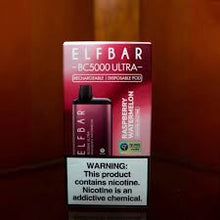 ELFBAR
BC5000 ULTRA
RECHARGEABLE | DISPOSABLE POD
RASPBERRY
WATERMELON
WARNING:
This product
contains nicotine.
Nicotine is an
addictive chemical.